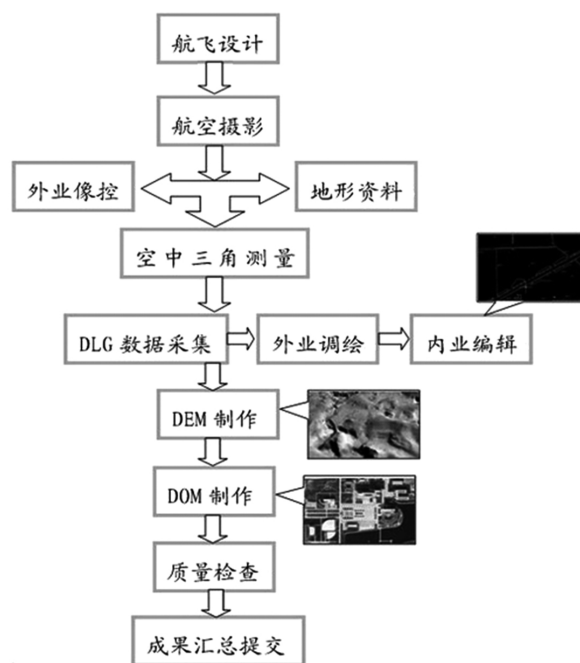 航飞设计
航空摄影
外业像控
地形资料
空中三角测量
DLG 数据采集
外业调绘
内业编辑
DEM 制作
DOM 制作
质量检查
成果汇总提交